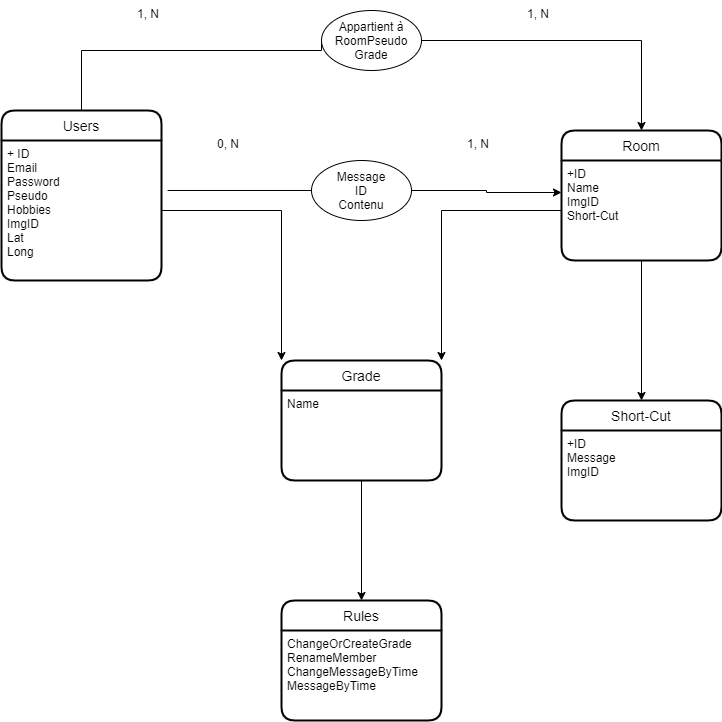 1, N
1, N
Appartient à
RoomPseudo
Grade
Users
+ ID
Email
Password
Pseudo
Hobbies
ImgID
Lat
Long
0, N
1, N
Message
ID
Contenu
Room
+ID
Name
ImgID
Short-Cut
Grade
Name
Short-Cut
+ID
Message
ImgID
Rules
ChangeOrCreateGrade
RenameMember
ChangeMessageByTime
MessageByTime